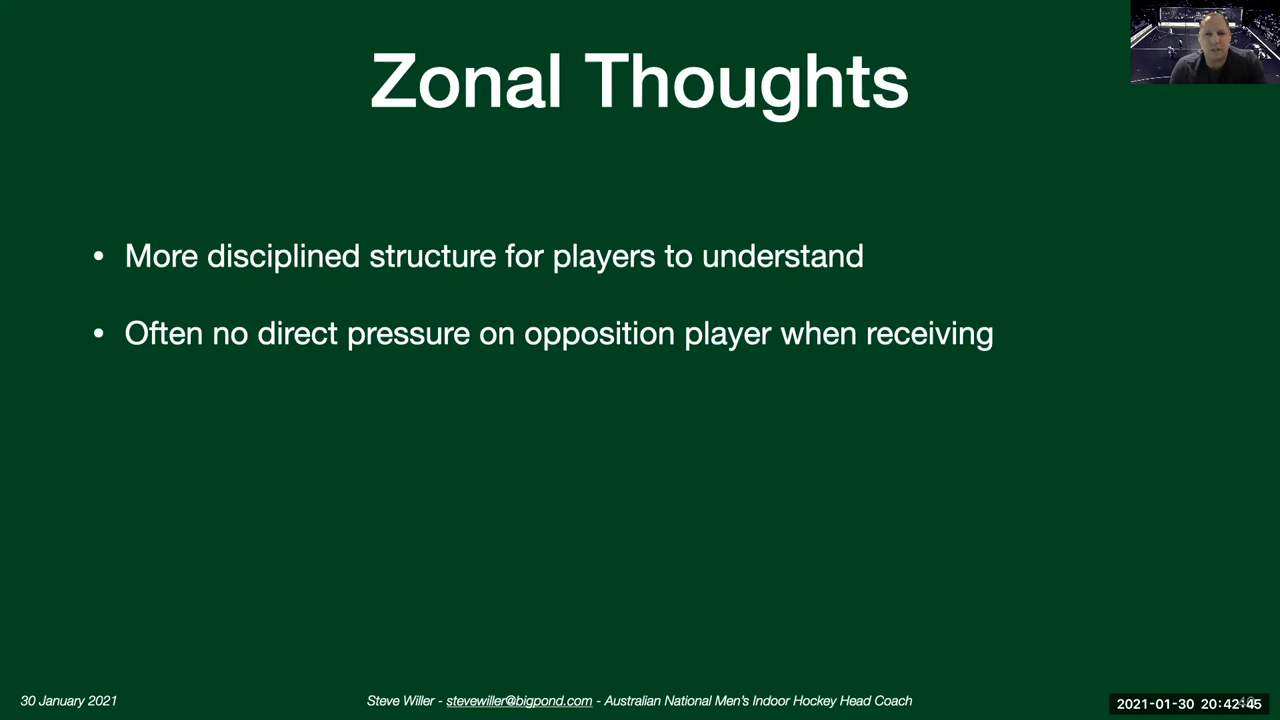 Zonal Thoughts
• More disciplined structure for players to understand
• Often no direct pressure on opposition player when receiving
30 January 2021
Steve Willer - stevewiller@bigpond.com - Australian National Men's Indoor Hockey Head Coach
2021-01-30 20:42:45